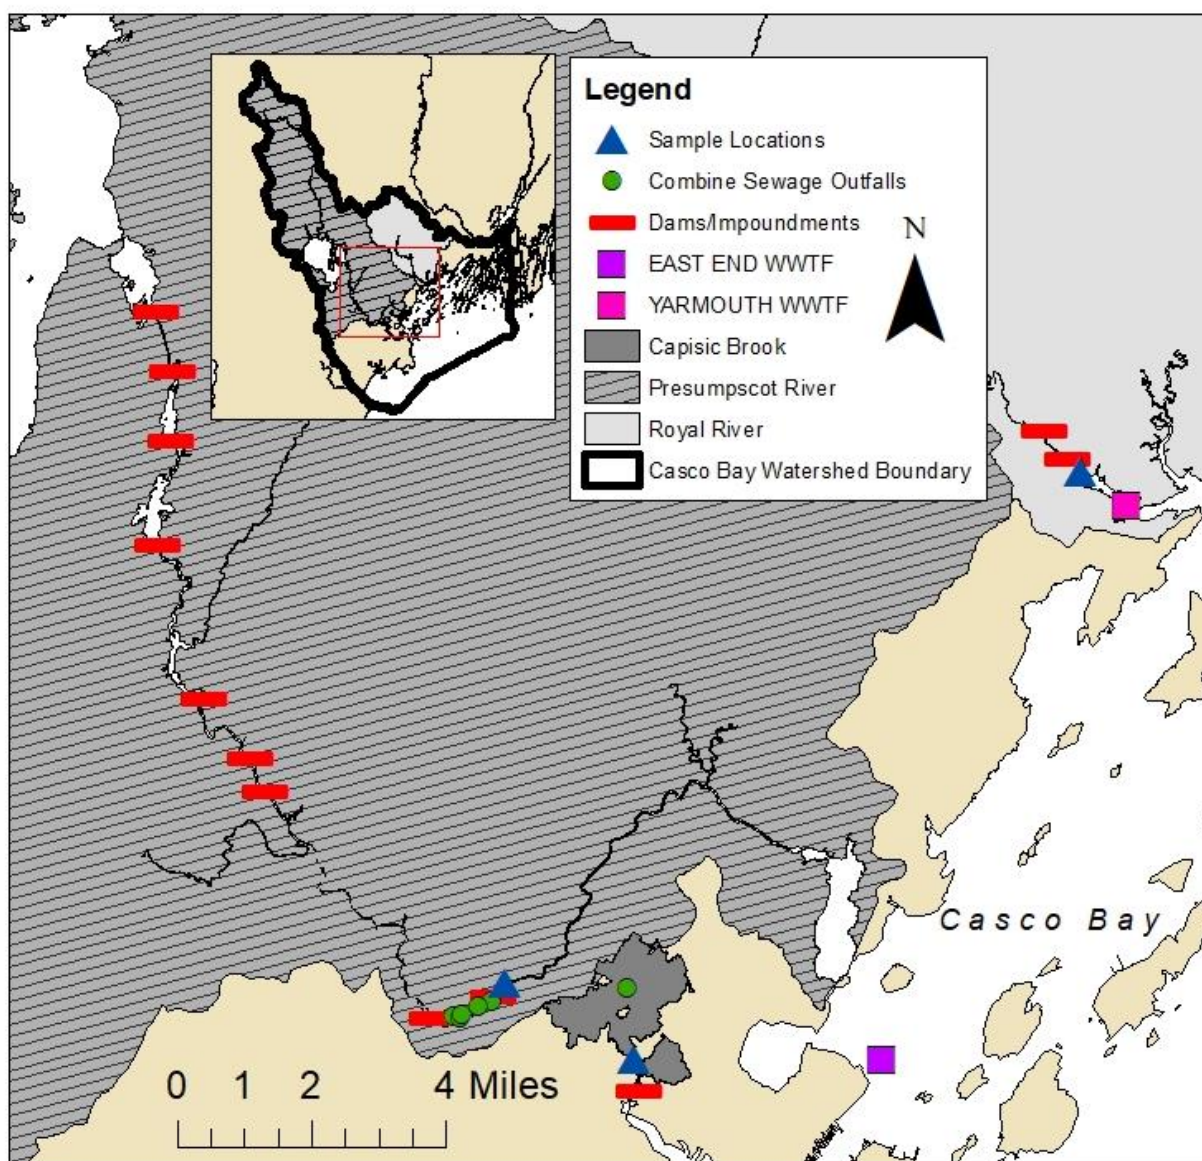 Legend
Sample Locations
Combine Sewage Outfalls
Dams/Impoundments
N
EAST END WWTF
YARMOUTH WWTF
Capisic Brook
Presumpscot River
Royal River
Casco Bay Watershed Boundary
Casco Bay
0 1 2 4 Miles